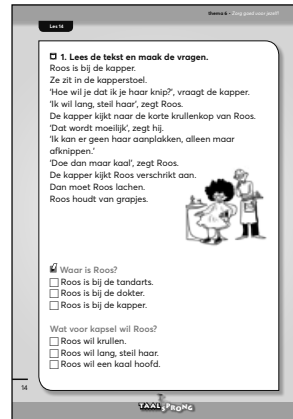 thema 6 - Zorg goed voor jezelf!
Les 14
1. Lees de tekst en maak de vragen.
Roos is bij de kapper.
Ze zit in de kapperstoel.
'Hoe wil je dat ik je haar knip?', vraagt de kapper.
'Ik wil lang, steil haar', zegt Roos.
De kapper kijkt naar de korte krullenkop van Roos.
'Dat wordt moeilijk', zegt hij.
'Ik kan er geen haar aanplakken, alleen maar
afknippen.'
'Doe dan maar kaal', zegt Roos.
De kapper kijkt Roos verschrikt aan.
Dan moet Roos lachen.
Roos houdt van grapjes.
Waar is Roos?
Roos is bij de tandarts.
Roos is bij de dokter.
Roos is bij de kapper.
Wat voor kapsel wil Roos?
Roos wil krullen.
Roos wil lang, steil haar.
Roos wil een kaal hoofd.
14
TAALSPRONG